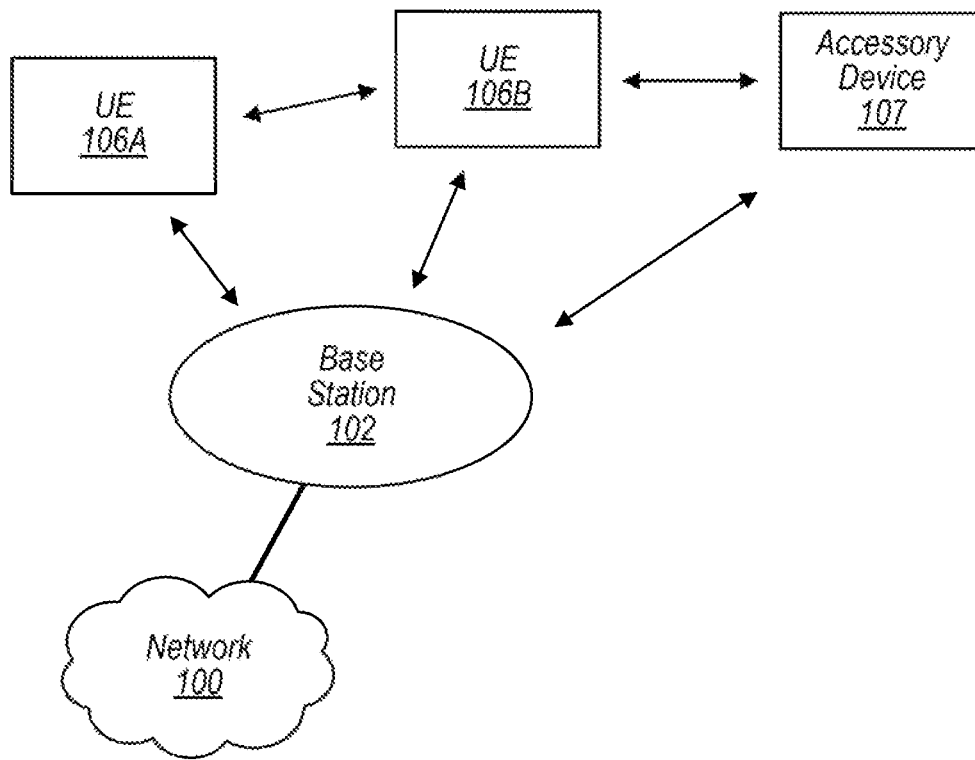 UE
106A
UE
106B
Accessory
Device
107
Base
Station
102
Network
100